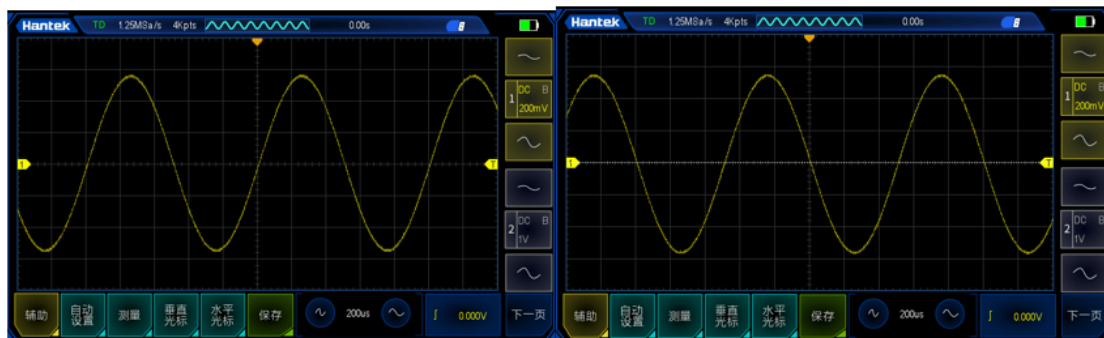 Hantek TD 1.25MSa/s 4Kpts 0.00s
1 DC B
200mV
1 T
2 DC B
1V
辅助 自动设置 测量 垂直光标 水平光标 保存 200us 0.000V 下一页
Hantek TD 1.25MSa/s 4Kpts 0.00s
1 DC B
200mV
1 T
2 DC B
1V
辅助 自动设置 测量 垂直光标 水平光标 保存 200us 0.000V 下一页